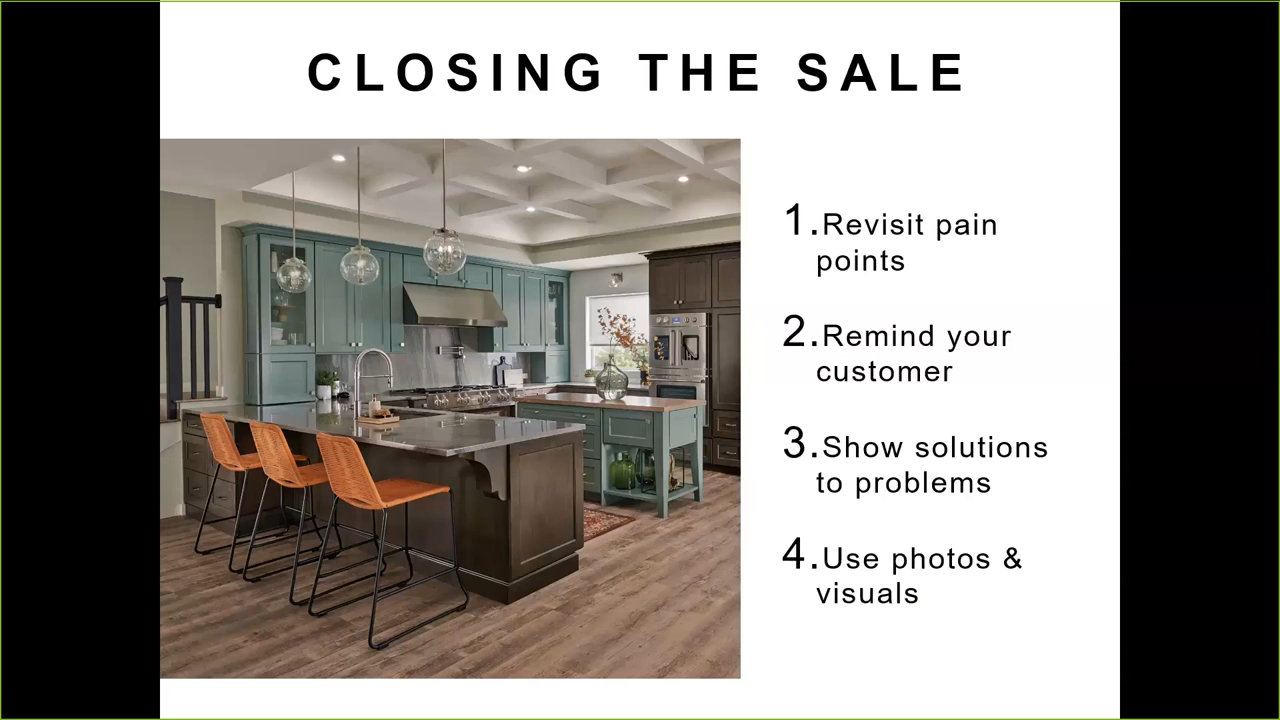 CLOSING THE SALE
1.Revisit pain
points
2.Remind your
customer
3.Show solutions
to problems
4.Use photos &
visuals